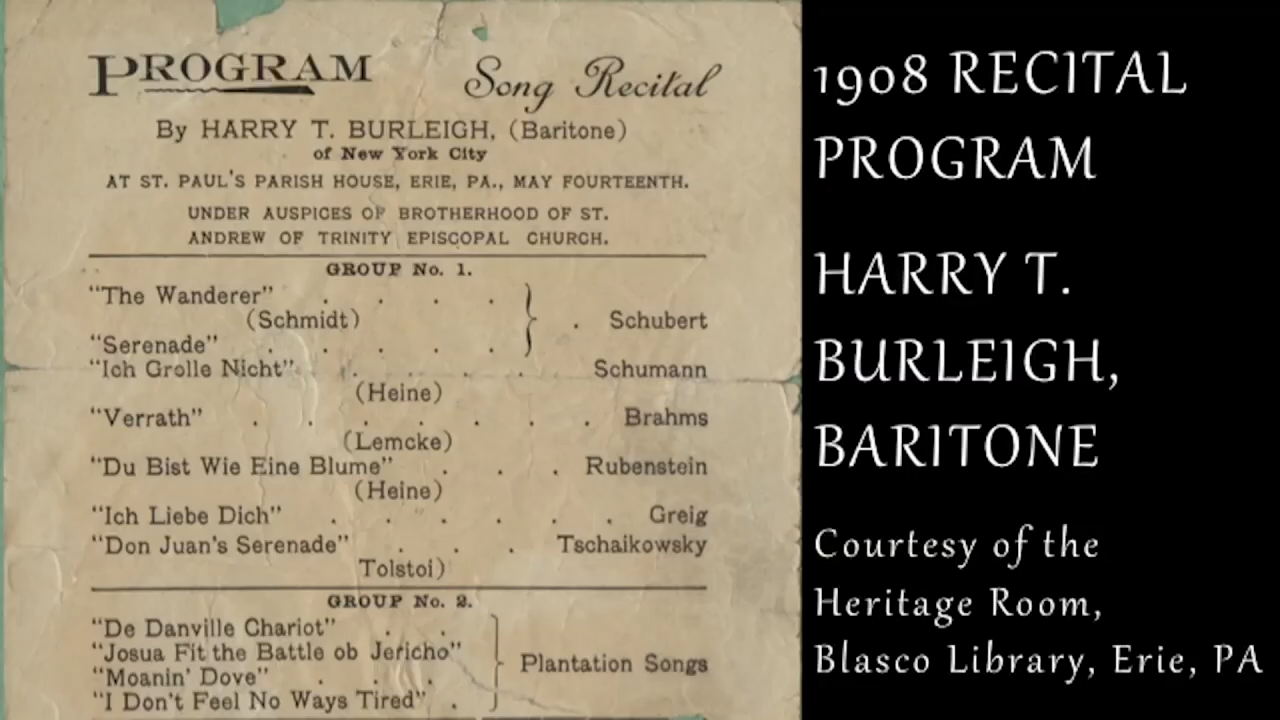 PROGRAM Song Recital
By HARRY T. BURLEIGH, (Baritone)
of New York City
AT ST. PAUL'S PARISH HOUSE, ERIE, PA., MAY FOURTEENTH.
UNDER AUSPICES OF BROTHERHOOD OF ST.
ANDREW OF TRINITY EPISCOPAL CHURCH.
GROUP No. 1.
"The Wanderer" . . . .
(Schmidt) . Schubert
"Serenade" . . . . .
"Ich Grolle Nicht" . . . . Schumann
(Heine)
"Verrath" . . . . . . . Brahms
(Lemcke)
"Du Bist Wie Eine Blume" . . . Rubenstein
(Heine)
"Ich Liebe Dich" . . . . . . Greig
"Don Juan's Serenade" . . . Tschaikowsky
Tolstoi)
GROUP No. 2.
"De Danville Chariot" . .
"Josua Fit the Battle ob Jericho"
"Moanin' Dove" . . . Plantation Songs
"I Don't Feel No Ways Tired" .
1908 RECITAL
PROGRAM
HARRY T.
BURLEIGH,
BARITONE
Courtesy of the
Heritage Room,
Blasco Library, Erie, PA